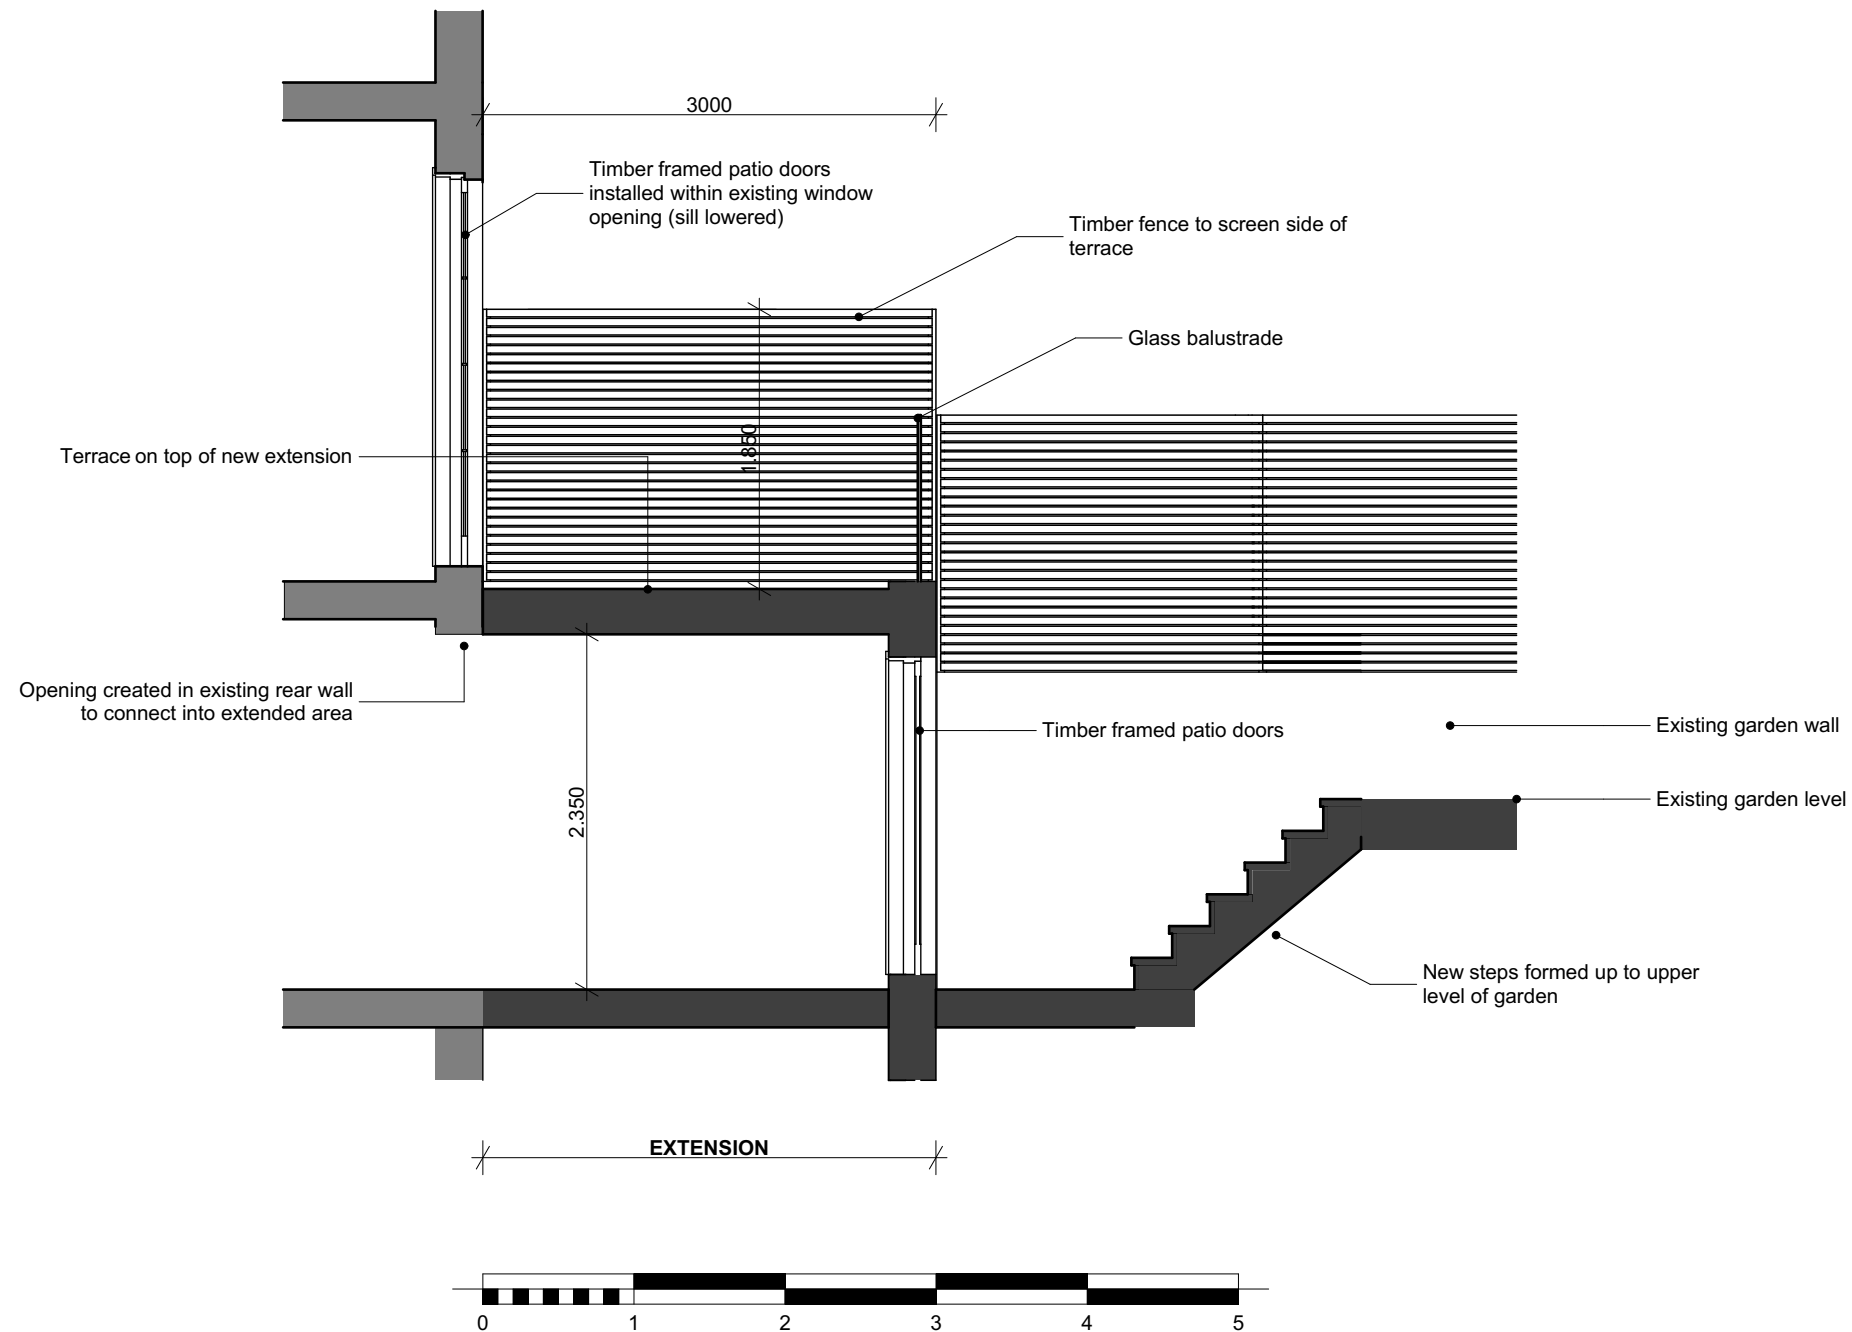 3000
Timber framed patio doors
installed within existing window
opening (sill lowered)
Timber fence to screen side of
terrace
Glass balustrade
1.850
Terrace on top of new extension
Opening created in existing rear wall
to connect into extended area
Timber framed patio doors
Existing garden wall
2.350
Existing garden level
New steps formed up to upper
level of garden
EXTENSION
0 1 2 3 4 5